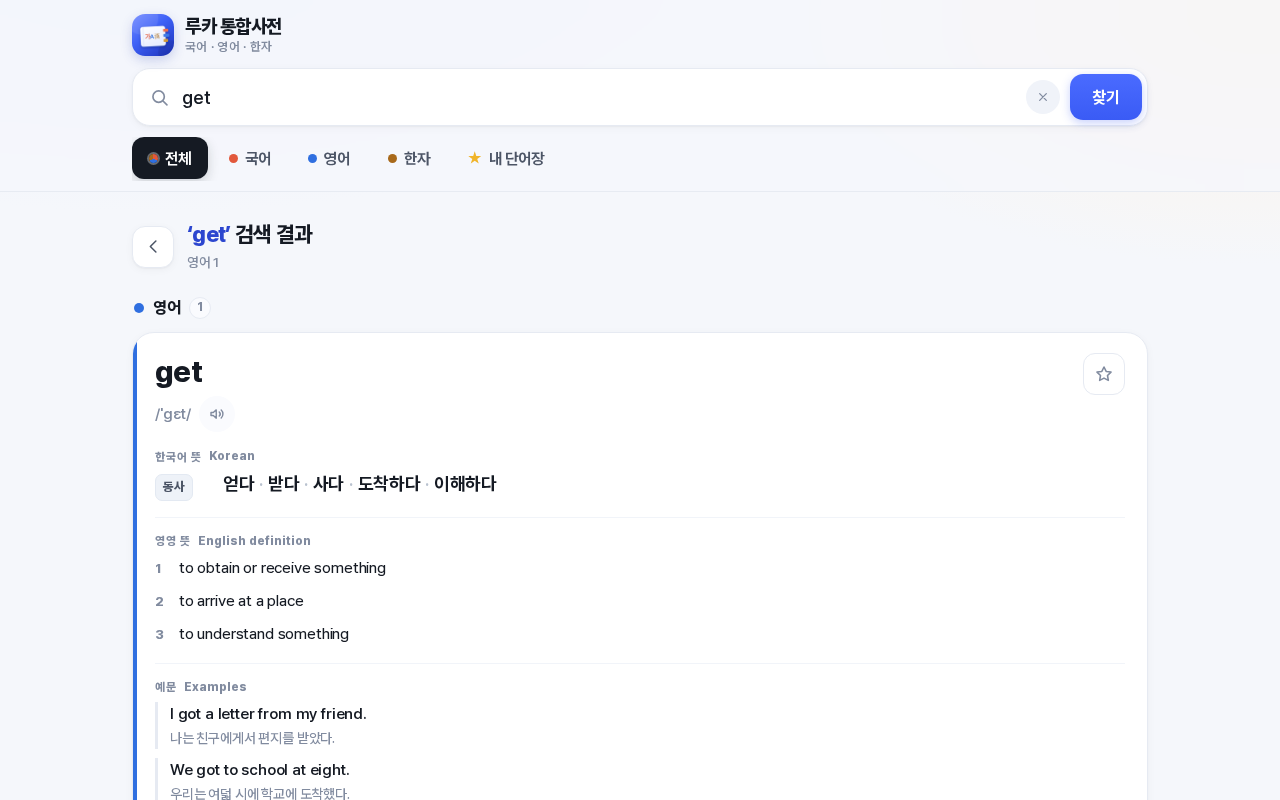 루카 통합사전
국어 · 영어 · 한자
get
찾기
전체
국어
영어
한자
내 단어장
‘get’ 검색 결과
영어 1
영어 1
get
/ˈɡɛt/
한국어 뜻 Korean
동사 얻다 · 받다 · 사다 · 도착하다 · 이해하다
영영 뜻 English definition
1 to obtain or receive something
2 to arrive at a place
3 to understand something
예문 Examples
I got a letter from my friend.
나는 친구에게서 편지를 받았다.
We got to school at eight.
우리는 여덟 시에 학교에 도착했다.